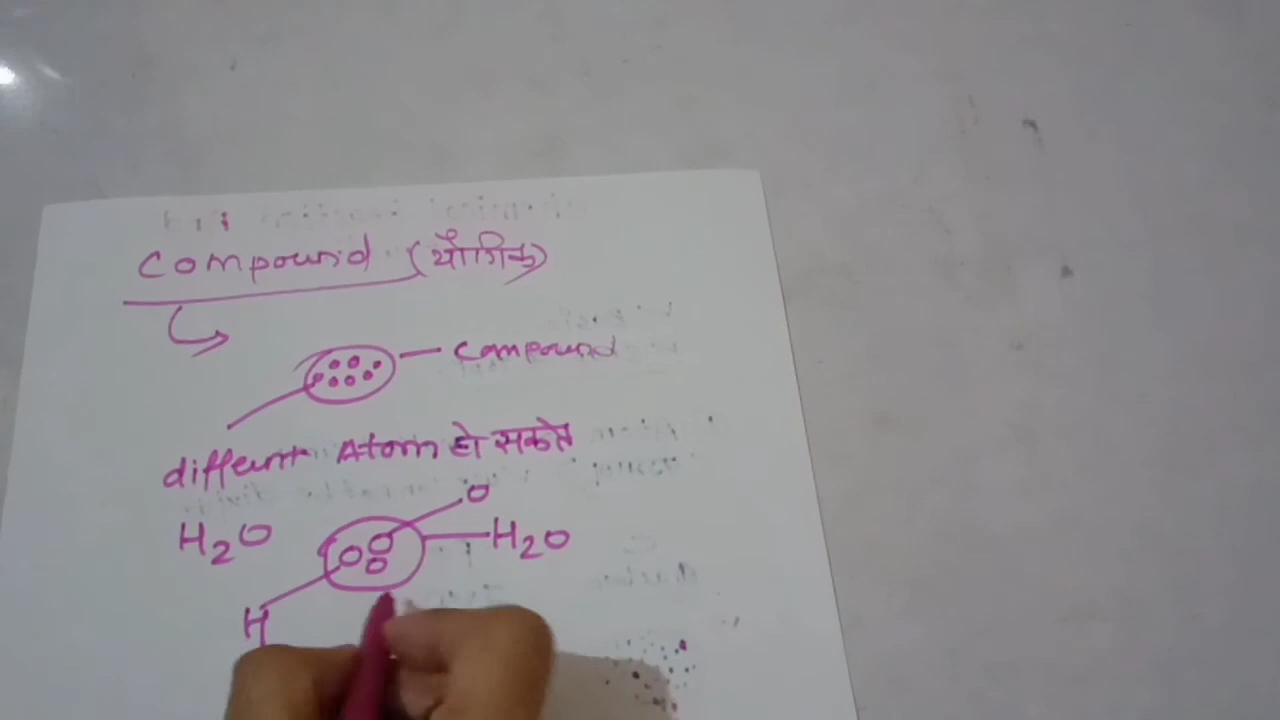 Compound (यौगिक)
Compound
different Atom हो सकते
O
H2O
H2O
H